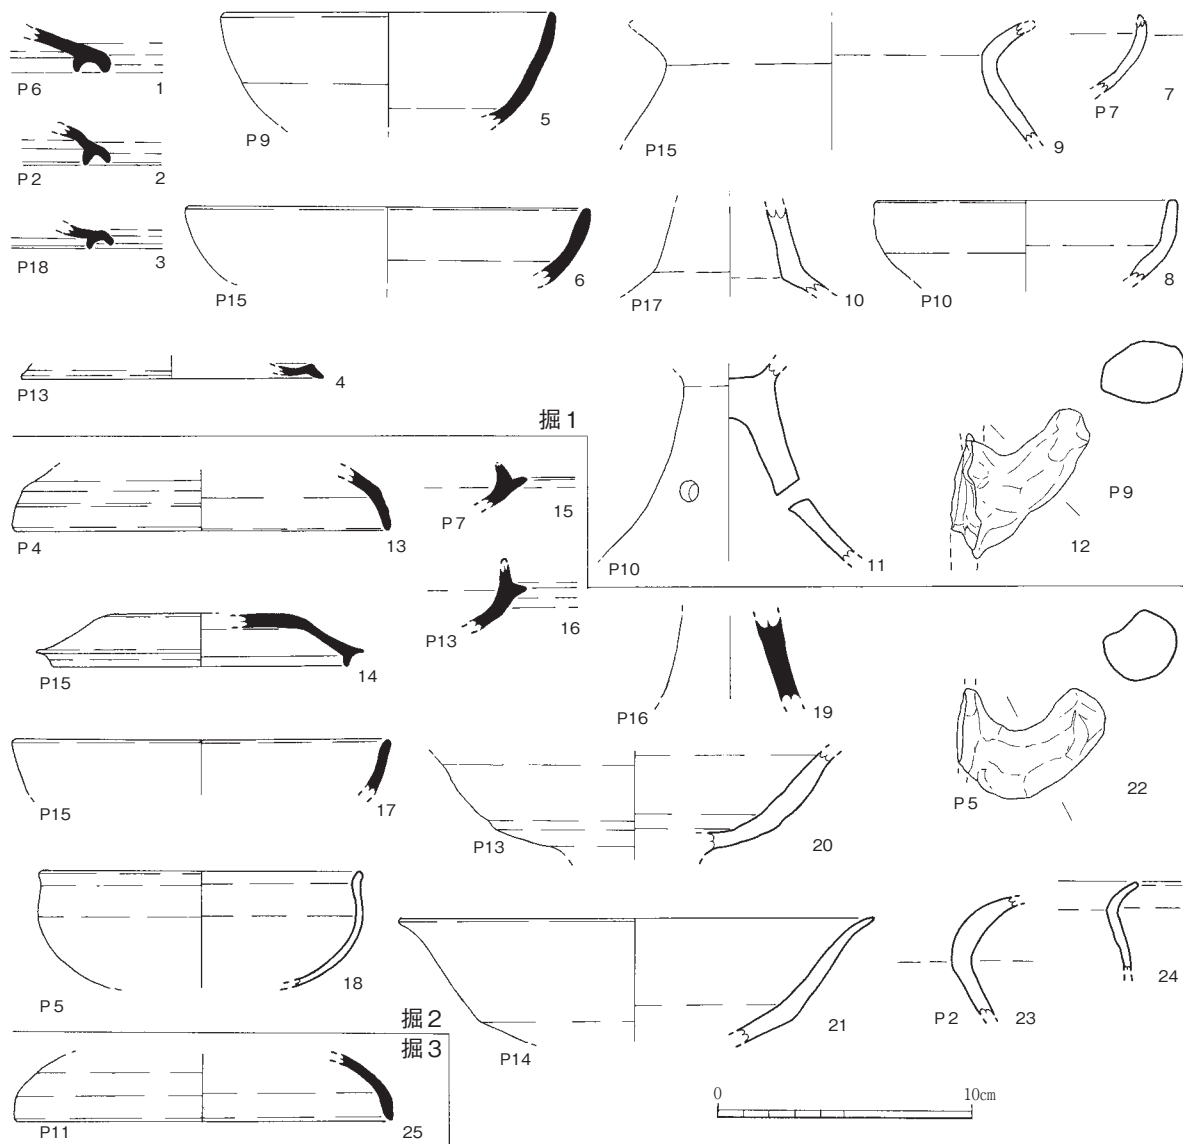 P6 1
P2 2
P18 3
P13 4
P9 5
P15 6
P7 7
P10 8
P15 9
P17 10
P10 11
P9 12
掘1
P4 13
P15 14
P7 15
P13 16
P15 17
P5 18
P16 19
P13 20
P14 21
P5 22
P2 23
24
掘2
掘3
P11 25
0 10cm